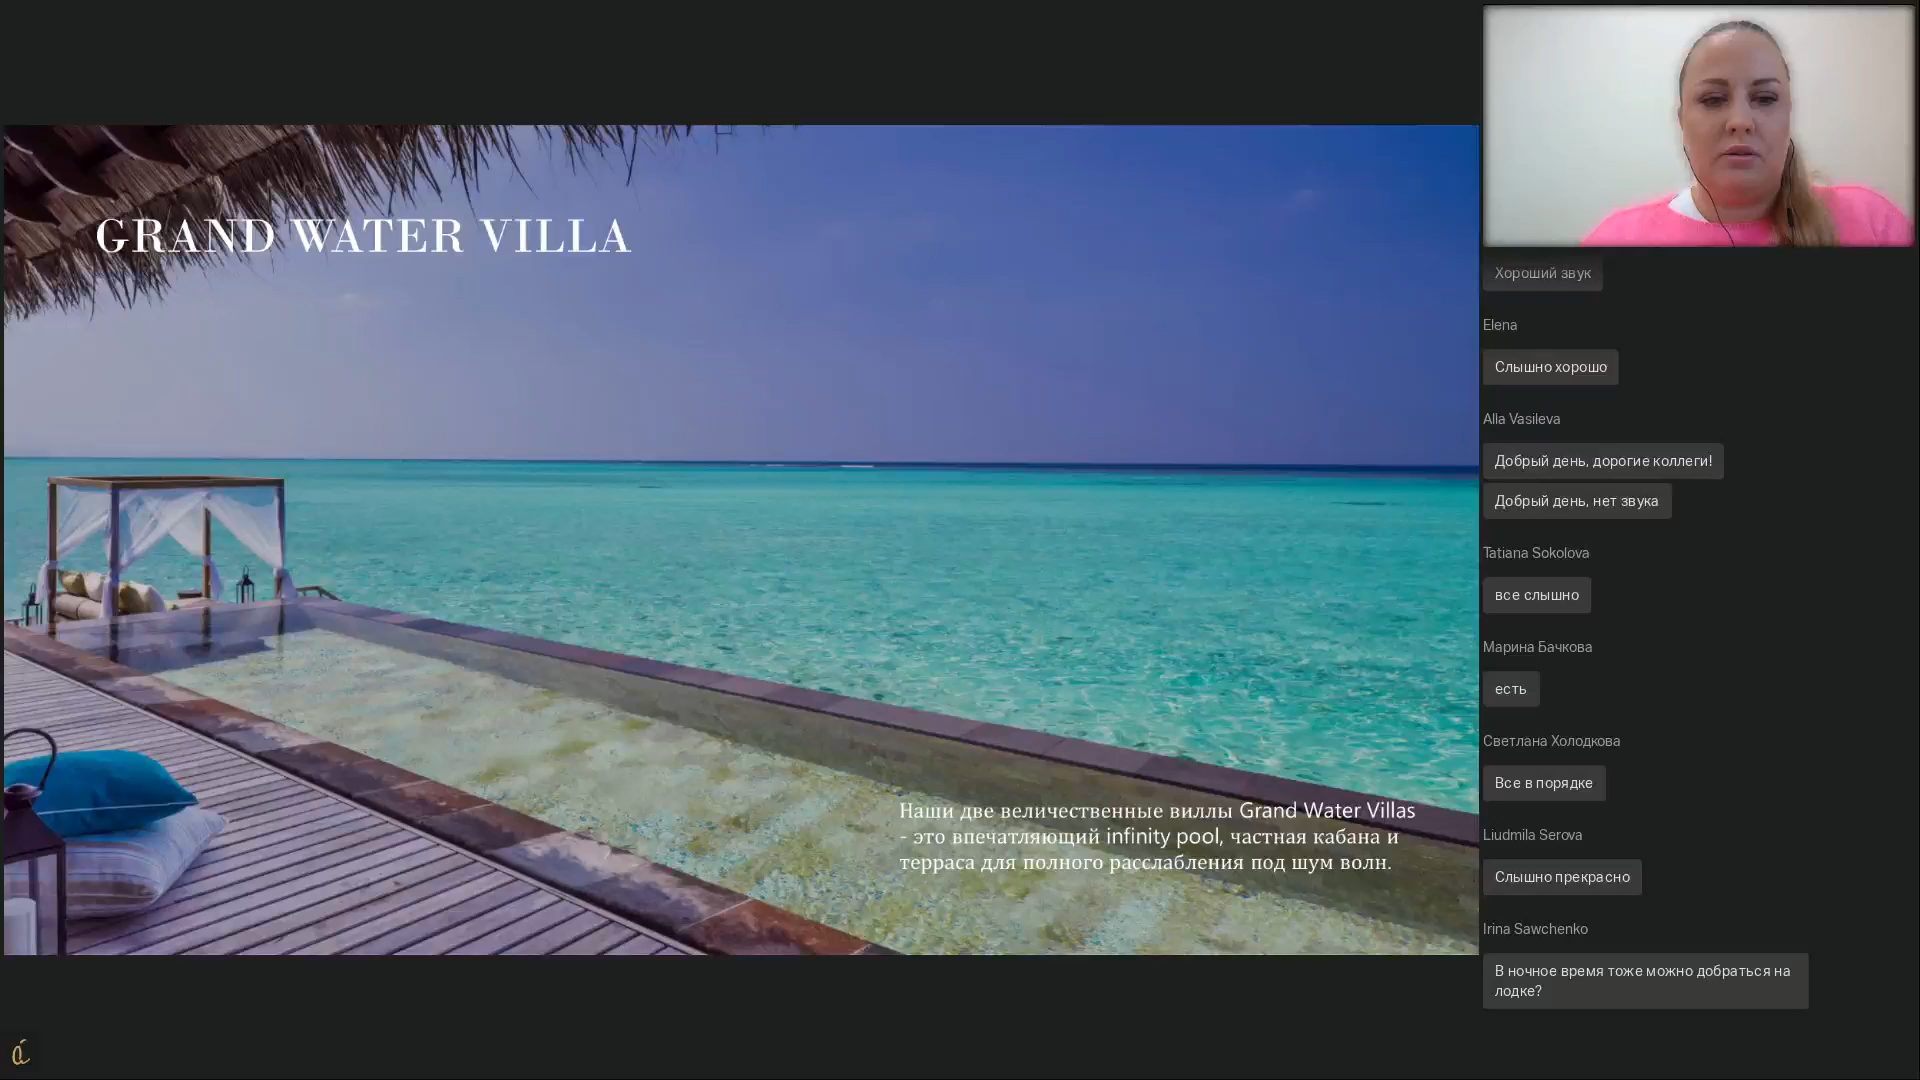 GRAND WATER VILLA
Наши две величественные виллы Grand Water Villas
- это впечатляющий infinity pool, частная кабана и
терраса для полного расслабления под шум волн.
Хороший звук
Elena
Слышно хорошо
Alla Vasileva
Добрый день, дорогие коллеги!
Добрый день, нет звука
Tatiana Sokolova
все слышно
Марина Бачкова
есть
Светлана Холодкова
Все в порядке
Liudmila Serova
Слышно прекрасно
Irina Sawchenko
В ночное время тоже можно добраться на
лодке?
á